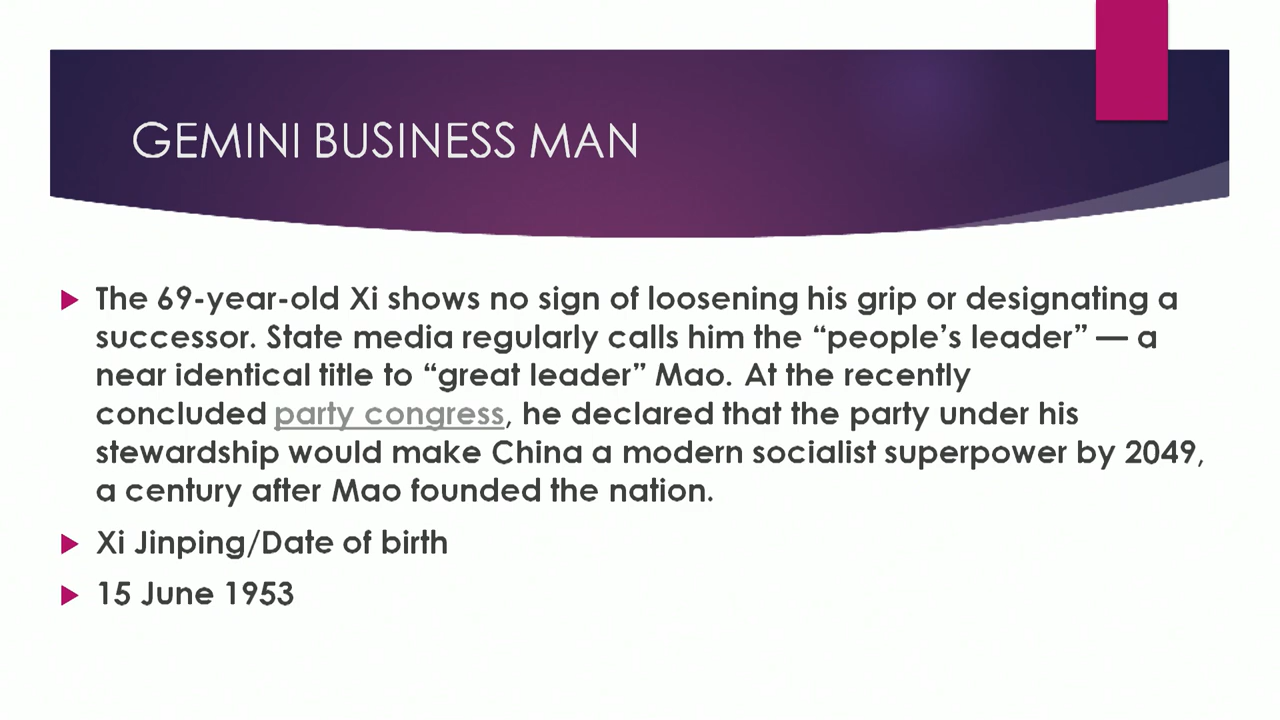 GEMINI BUSINESS MAN
The 69-year-old Xi shows no sign of loosening his grip or designating a
successor. State media regularly calls him the “people’s leader” — a
near identical title to “great leader” Mao. At the recently
concluded party congress, he declared that the party under his
stewardship would make China a modern socialist superpower by 2049,
a century after Mao founded the nation.
Xi Jinping/Date of birth
15 June 1953